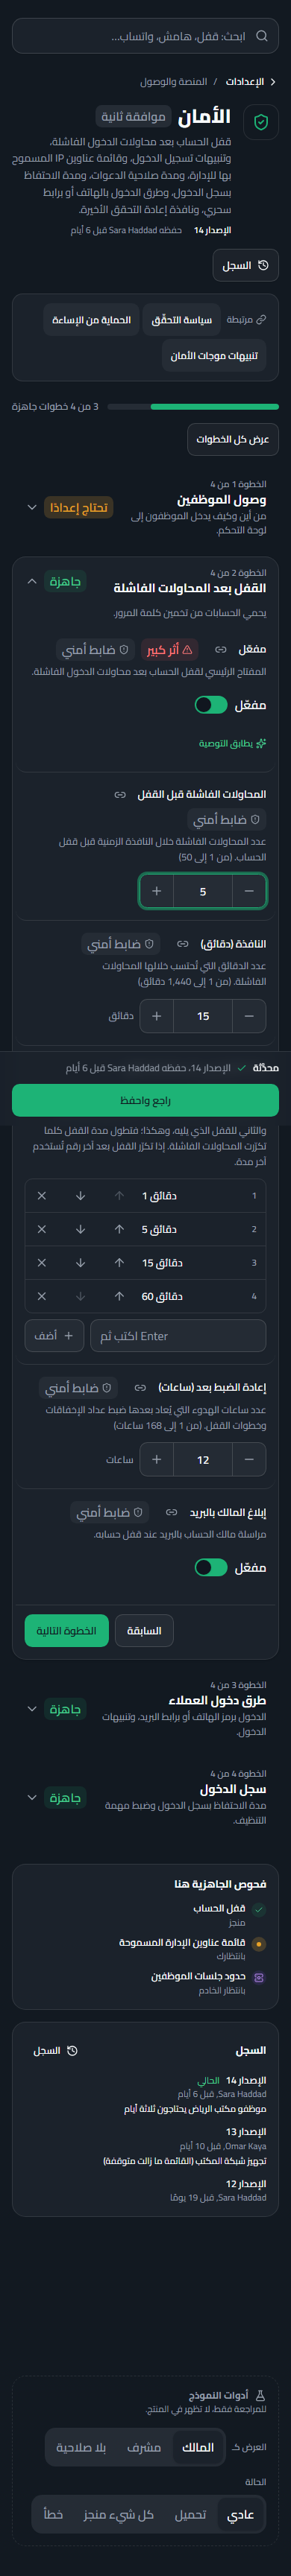 ابحث: قفل، هامش، واتساب...
الإعدادات / المنصة والوصول
الأمان موافقة ثانية
قفل الحساب بعد محاولات الدخول الفاشلة،
وتنبيهات تسجيل الدخول، وقائمة عناوين IP المسموح
بها للإدارة، ومدة صلاحية الدعوات، ومدة الاحتفاظ
بسجل الدخول، وطرق الدخول بالهاتف أو برابط
سحري، ونافذة إعادة التحقق الأخيرة.
الإصدار 14 حفظه Sara Haddad قبل 6 أيام
السجل
مرتبطة سياسة التحقّق الحماية من الإساءة
تنبيهات موجات الأمان
3 من 4 خطوات جاهزة
عرض كل الخطوات
الخطوة 1 من 4
وصول الموظفين
تحتاج إعدادًا
من أين وكيف يدخل الموظفون إلى
لوحة التحكم.
الخطوة 2 من 4
القفل بعد المحاولات الفاشلة
جاهزة
يحمي الحسابات من تخمين كلمة المرور.
مفعّل أثر كبير ضابط أمني
المفتاح الرئيسي لقفل الحساب بعد محاولات الدخول الفاشلة.
مفعّل
يطابق التوصية
المحاولات الفاشلة قبل القفل
ضابط أمني
عدد المحاولات الفاشلة خلال النافذة الزمنية قبل قفل
الحساب. (من 1 إلى 50)
5
النافذة (دقائق) ضابط أمني
عدد الدقائق التي تُحتسب خلالها المحاولات
الفاشلة. (من 1 إلى 1,440 دقائق)
15 دقائق
محدّثة الإصدار 14، حفظه Sara Haddad قبل 6 أيام
راجع واحفظ
والثاني للقفل الذي يليه، وهكذا: فتطول مدة القفل كلما
تكرّرت المحاولات الفاشلة. إذا تكرّر القفل بعد آخر رقم تُستخدم
آخر مدة.
1 دقائق 1
2 دقائق 5
3 دقائق 15
4 دقائق 60
اكتب ثم Enter أضف
إعادة الضبط بعد (ساعات) ضابط أمني
عدد ساعات الهدوء التي يُعاد بعدها ضبط عداد الإخفاقات
وخطوات القفل. (من 1 إلى 168 ساعات)
12 ساعات
إبلاغ المالك بالبريد ضابط أمني
مراسلة مالك الحساب بالبريد عند قفل حسابه.
مفعّل
السابقة الخطوة التالية
الخطوة 3 من 4
طرق دخول العملاء
جاهزة
الدخول برمز الهاتف أو برابط البريد، وتنبيهات
الدخول.
الخطوة 4 من 4
سجل الدخول
جاهزة
مدة الاحتفاظ بسجل الدخول وضبط مهمة
التنظيف.
فحوص الجاهزية هنا
قفل الحساب
منجز
قائمة عناوين الإدارة المسموحة
بانتظارك
حدود جلسات الموظفين
بانتظار الخادم
السجل السجل
الإصدار 14 الحالي
Sara Haddad, قبل 6 أيام
موظفو مكتب الرياض يحتاجون ثلاثة أيام
الإصدار 13
Omar Kaya, قبل 10 أيام
تجهيز شبكة المكتب (القائمة ما زالت متوقفة)
الإصدار 12
Sara Haddad, قبل 19 يومًا
أدوات النموذج
للمراجعة فقط، لا تظهر في المنتج.
العرض كـ المالك مشرف بلا صلاحية
الحالة
عادي تحميل كل شيء منجز خطأ